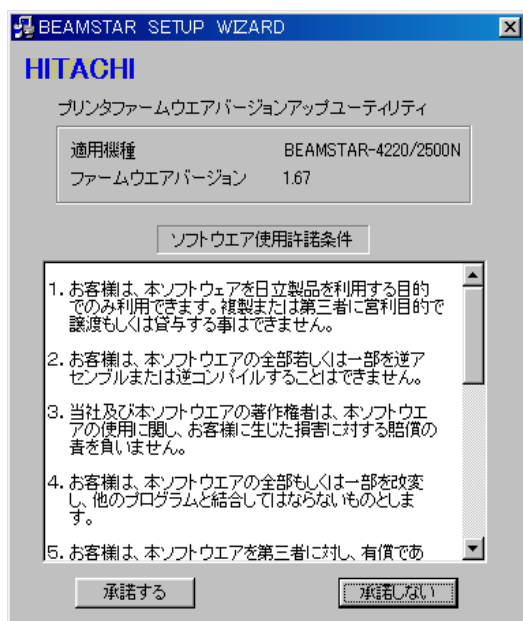 BEAMSTAR SETUP WIZARD
HITACHI
プリンタファームウエアバージョンアップユーティリティ
適用機種 BEAMSTAR-4220/2500N
ファームウエアバージョン 1.67
ソフトウエア使用許諾条件
1. お客様は、本ソフトウェアを日立製品を利用する目的
でのみ利用できます。複製または第三者に営利目的で
譲渡もしくは貸与する事はできません。
2. お客様は、本ソフトウエアの全部若しくは一部を逆ア
センブルまたは逆コンパイルすることはできません。
3. 当社及び本ソフトウエアの著作権者は、本ソフトウエ
アの使用に関し、お客様に生じた損害に対する賠償の
責を負いません。
4. お客様は、本ソフトウエアの全部もしくは一部を改変
し、他のプログラムと結合してはならないものとしま
す。
5. お客様は、本ソフトウエアを第三者に対し、有償であ
承諾する
承諾しない